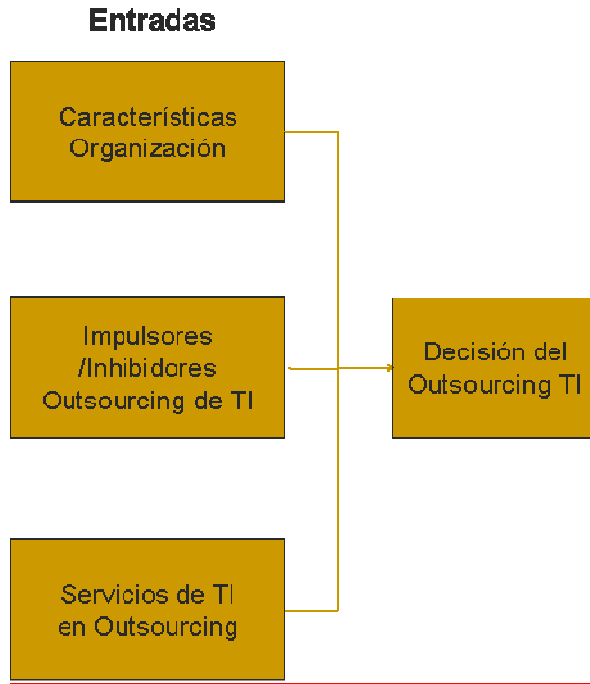 Entradas
Características
Organización
Impulsores
/Inhibidores
Outsourcing de TI
Decisión del
Outsourcing TI
Servicios de TI
en Outsourcing